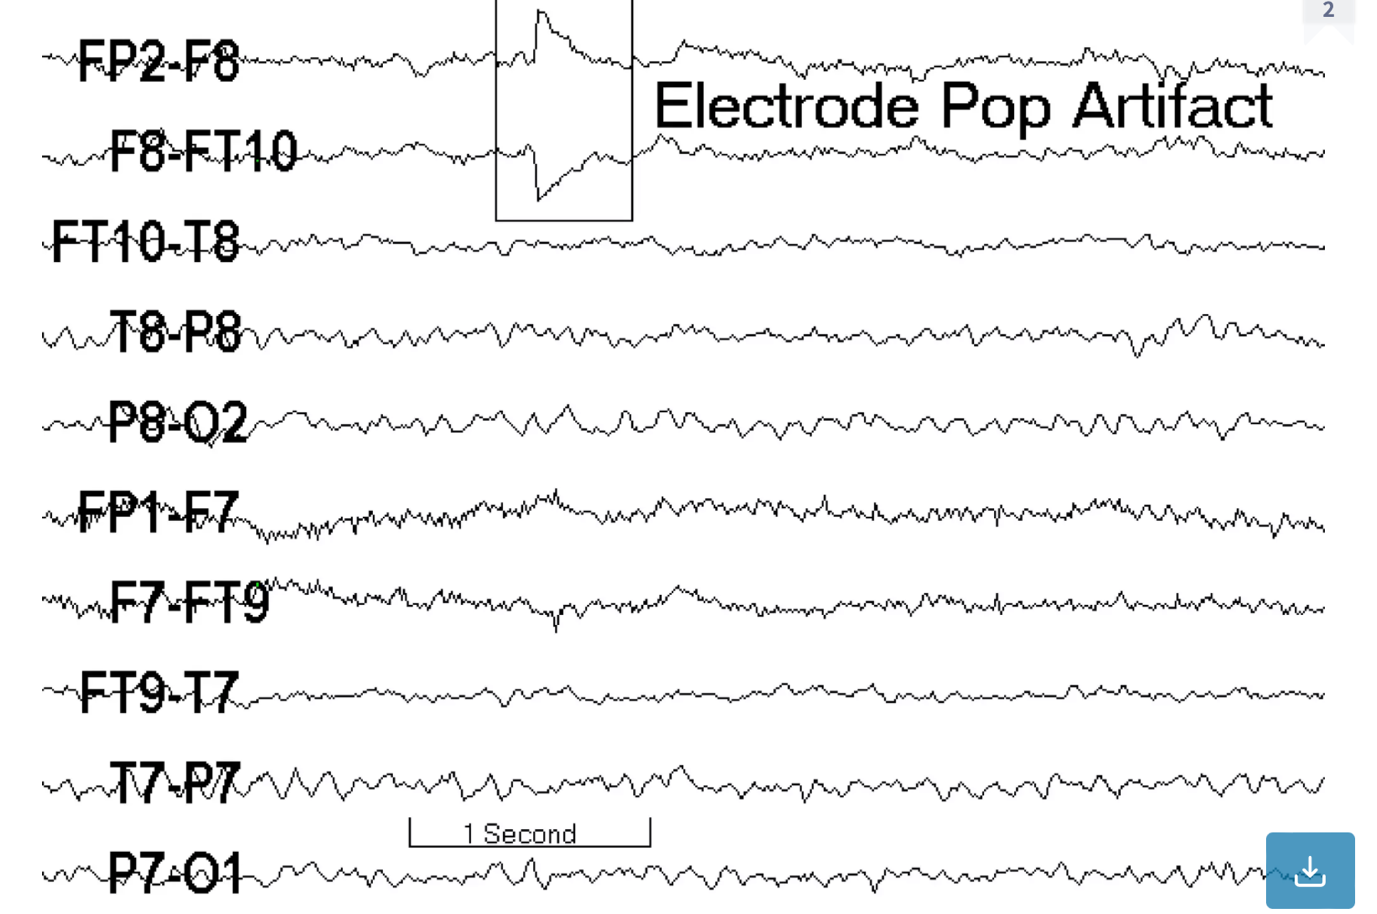 2
FP2-F8
Electrode Pop Artifact
F8-FT10
FT10-T8
T8-P8
P8-O2
FP1-F7
F7-FT9
FT9-T7
T7-P7
1 Second
P7-O1